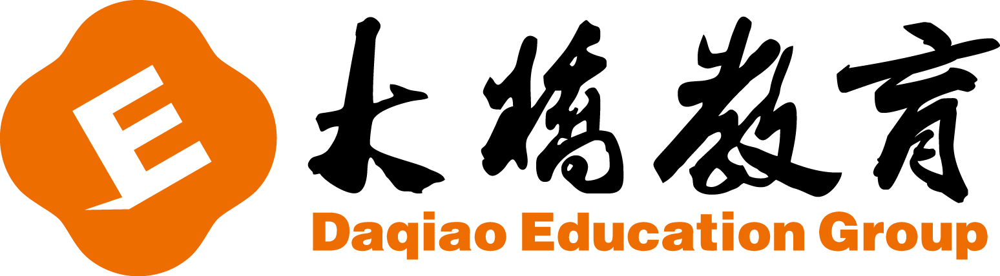 E
大橋教育
Daqiao Education Group